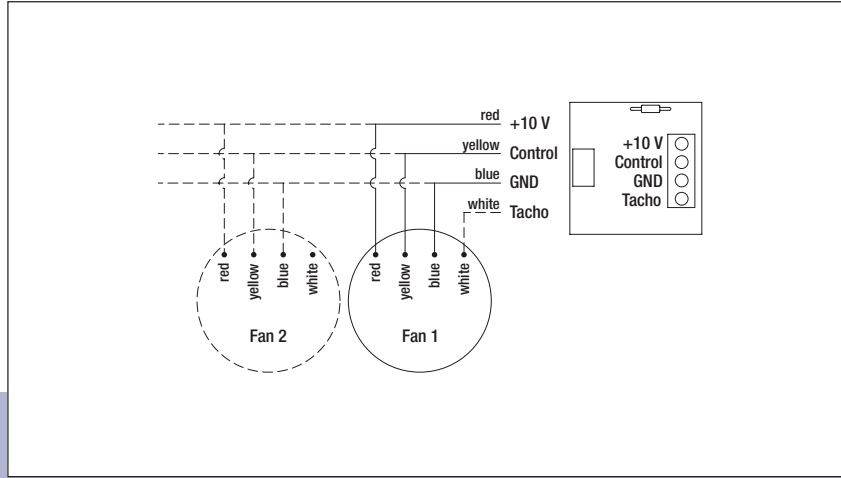 red +10 V
yellow Control
blue GND
white Tacho
+10 V
Control
GND
Tacho
red yellow blue white
Fan 2
red yellow blue white
Fan 1